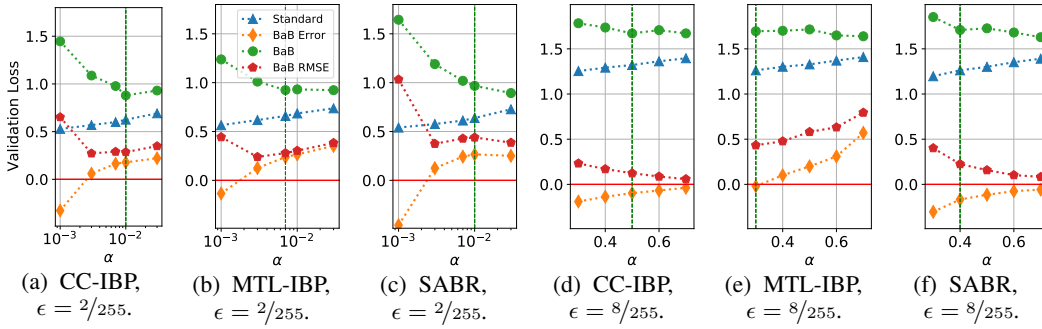 Validation Loss
1.5
1.0
0.5
0.0
10⁻³ 10⁻²
α
1.5
1.0
0.5
0.0
10⁻³ 10⁻²
α
Standard
BaB Error
BaB
BaB RMSE
1.5
1.0
0.5
0.0
10⁻³ 10⁻²
α
1.5
1.0
0.5
0.0
0.4 0.6
α
1.5
1.0
0.5
0.0
0.4 0.6
α
1.5
1.0
0.5
0.0
0.4 0.6
α
(a) CC-IBP,
ϵ = 2/255.
(b) MTL-IBP,
ϵ = 2/255.
(c) SABR,
ϵ = 2/255.
(d) CC-IBP,
ϵ = 8/255.
(e) MTL-IBP,
ϵ = 8/255.
(f) SABR,
ϵ = 8/255.